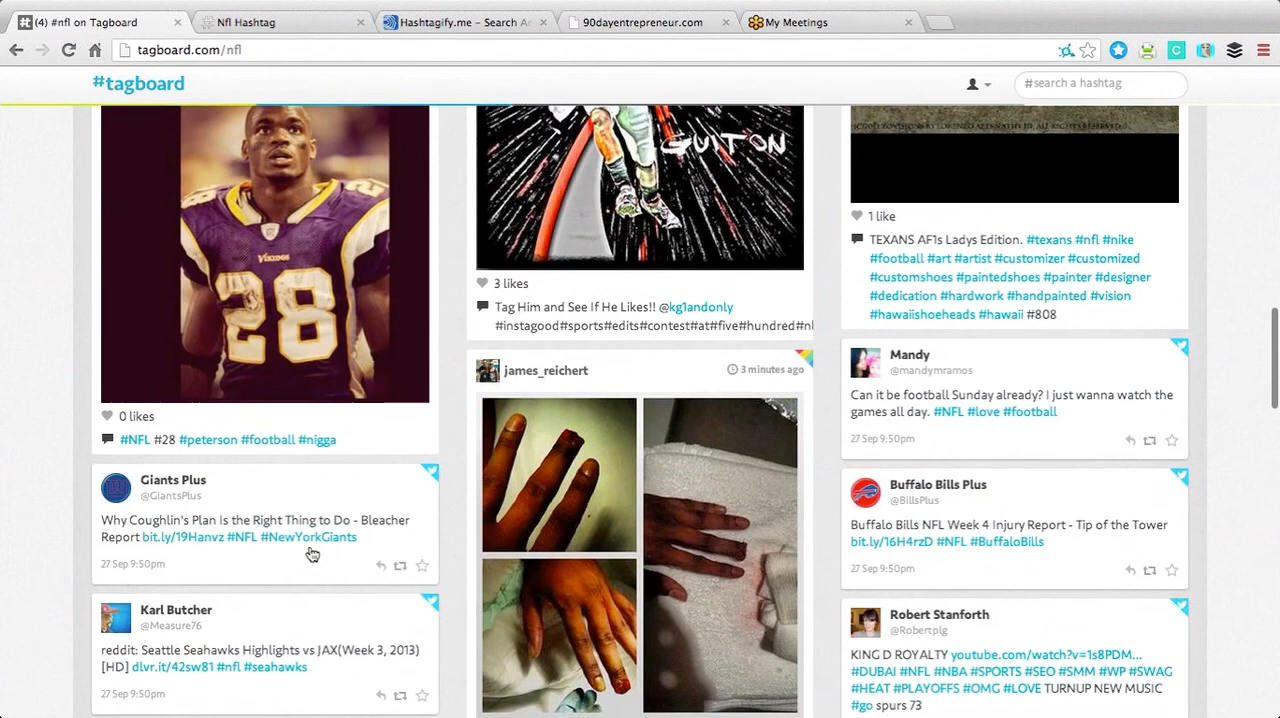 (4) #nfl on Tagboard
Nfl Hashtag
Hashtagify.me - Search A
90dayentrepreneur.com
My Meetings
tagboard.com/nfl
#tagboard
#search a hashtag
VIKINGS
28
0 likes
#NFL #28 #peterson #football #nigga
Giants Plus
@GiantsPlus
Why Coughlin's Plan Is the Right Thing to Do - Bleacher
Report bit.ly/19Hanvz #NFL #NewYorkGiants
27 Sep 9:50pm
Karl Butcher
@Measure76
reddit: Seattle Seahawks Highlights vs JAX(Week 3, 2013)
[HD] dlvr.it/42sw81 #nfl #seahawks
27 Sep 9:50pm
GUITON
3 likes
Tag Him and See If He Likes!! @kg1andonly
#instagood#sports#edits#contest#at#five#hundred#nl
james_reichert
3 minutes ago
ALL RIGHTS RESERVED
1 like
TEXANS AF1s Ladys Edition. #texans #nfl #nike
#football #art #artist #customizer #customized
#customshoes #paintedshoes #painter #designer
#dedication #hardwork #handpainted #vision
#hawaiishoeheads #hawaii #808
Mandy
@mandymramos
Can it be football Sunday already? I just wanna watch the
games all day. #NFL #love #football
27 Sep 9:50pm
Buffalo Bills Plus
@BillsPlus
Buffalo Bills NFL Week 4 Injury Report - Tip of the Tower
bit.ly/16H4rzD #NFL #BuffaloBills
27 Sep 9:50pm
Robert Stanforth
@Robertplg
KING D ROYALTY youtube.com/watch?v=1s8PDM...
#DUBAI #NFL #NBA #SPORTS #SEO #SMM #WP #SWAG
#HEAT #PLAYOFFS #OMG #LOVE TURNUP NEW MUSIC
#go spurs 73